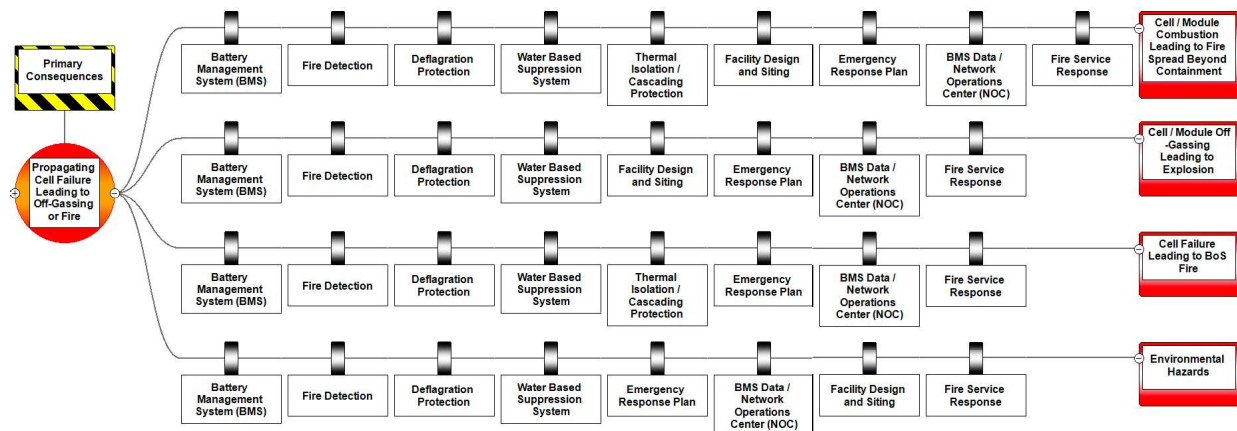 Primary
Consequences
Propagating
Cell Failure
Leading to
Off-Gassing
or Fire
Battery
Management
System (BMS)
Fire Detection
Deflagration
Protection
Water Based
Suppression
System
Thermal
Isolation /
Cascading
Protection
Facility Design
and Siting
Emergency
Response Plan
BMS Data /
Network
Operations
Center (NOC)
Fire Service
Response
Cell / Module
Combustion
Leading to Fire
Spread Beyond
Containment
Battery
Management
System (BMS)
Fire Detection
Deflagration
Protection
Water Based
Suppression
System
Facility Design
and Siting
Emergency
Response Plan
BMS Data /
Network
Operations
Center (NOC)
Fire Service
Response
Cell / Module Off
-Gassing
Leading to
Explosion
Battery
Management
System (BMS)
Fire Detection
Deflagration
Protection
Water Based
Suppression
System
Thermal
Isolation /
Cascading
Protection
Emergency
Response Plan
BMS Data /
Network
Operations
Center (NOC)
Fire Service
Response
Cell Failure
Leading to BoS
Fire
Battery
Management
System (BMS)
Fire Detection
Deflagration
Protection
Water Based
Suppression
System
Emergency
Response Plan
BMS Data /
Network
Operations
Center (NOC)
Facility Design
and Siting
Fire Service
Response
Environmental
Hazards